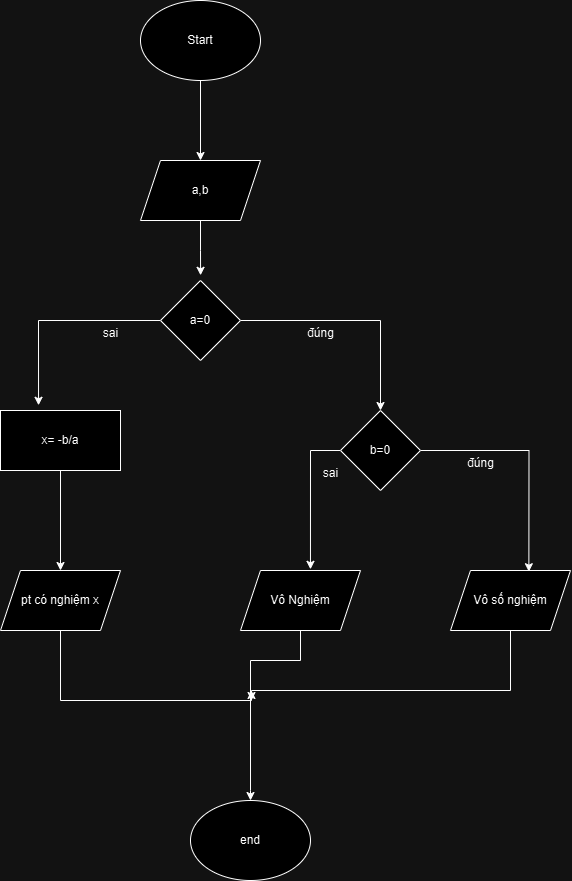 Start
a,b
a=0
sai
đúng
x= -b/a
b=0
sai
đúng
pt có nghiệm x
Vô Nghiệm
Vô số nghiệm
end